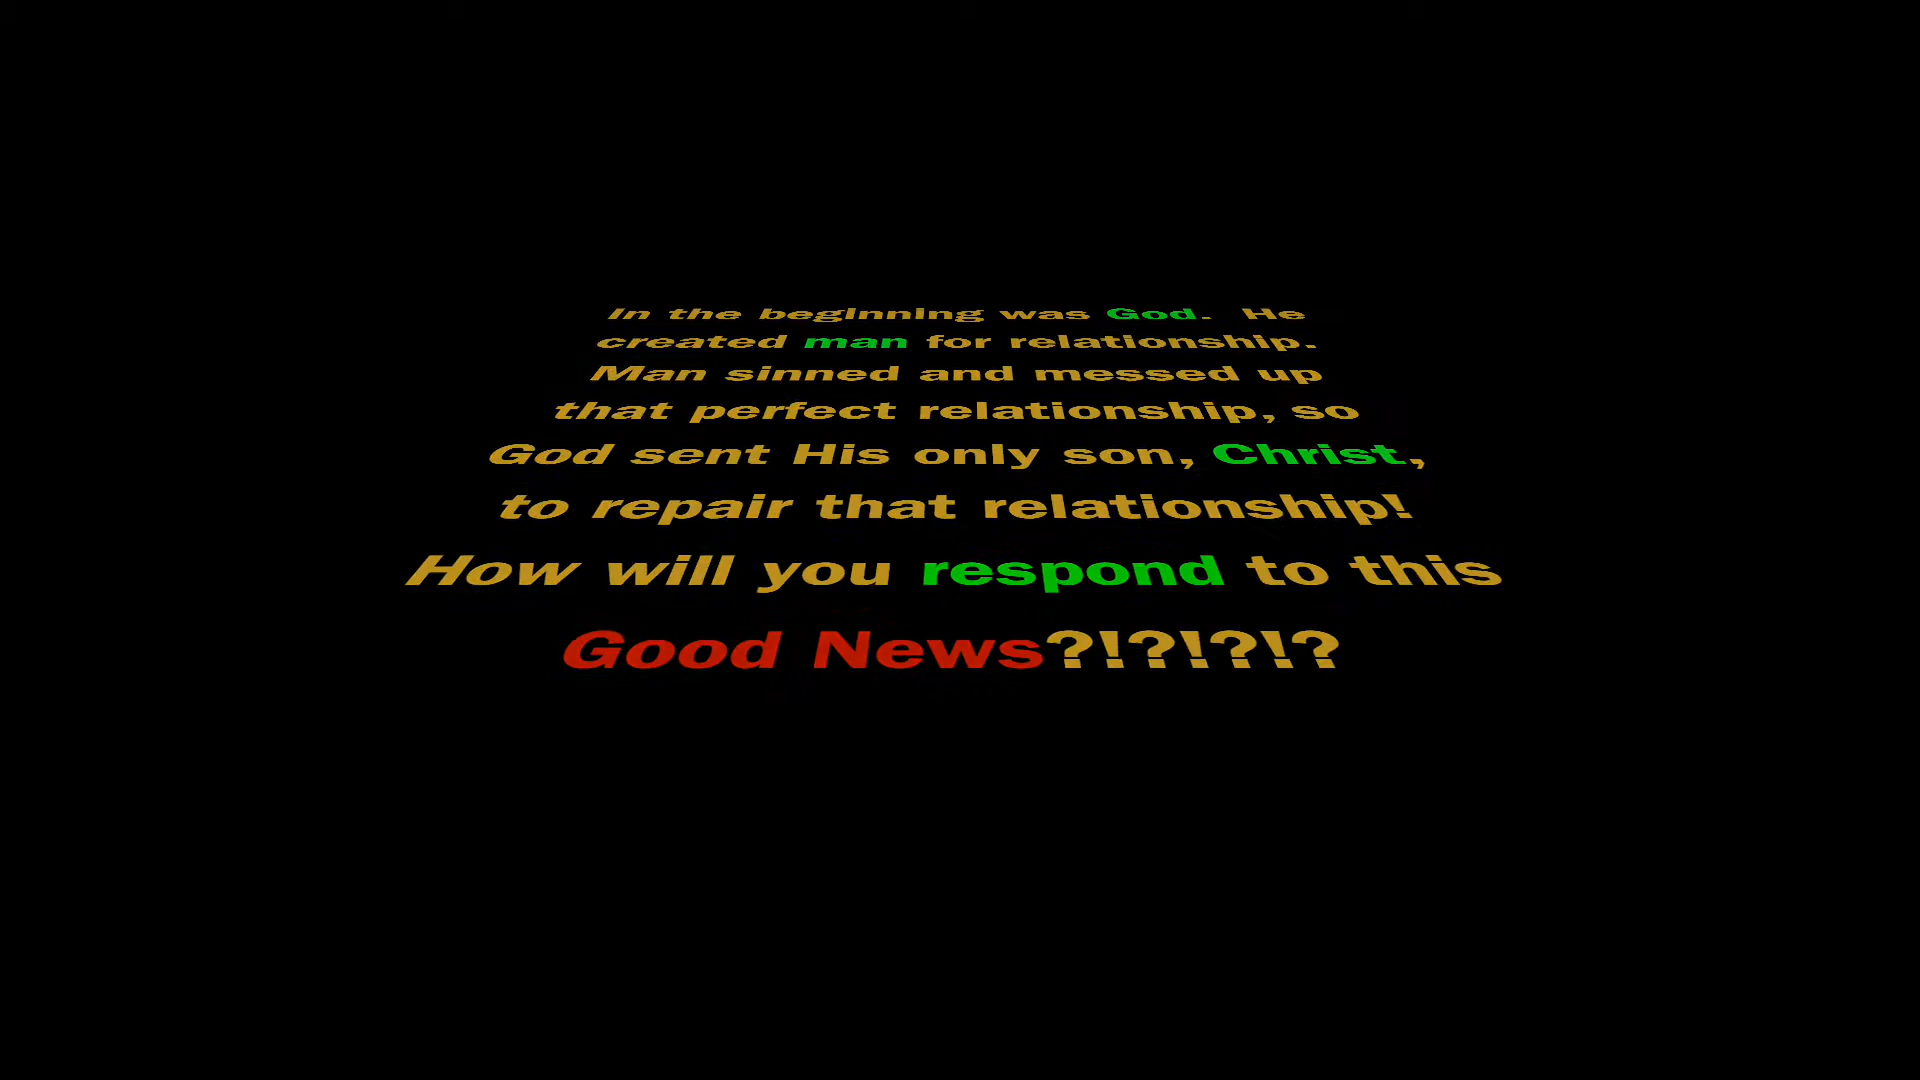 In the beginning was God.  He
created man for relationship.
Man sinned and messed up
that perfect relationship, so
God sent His only son, Christ,
to repair that relationship!
How will you respond to this
Good News?!?!?!?